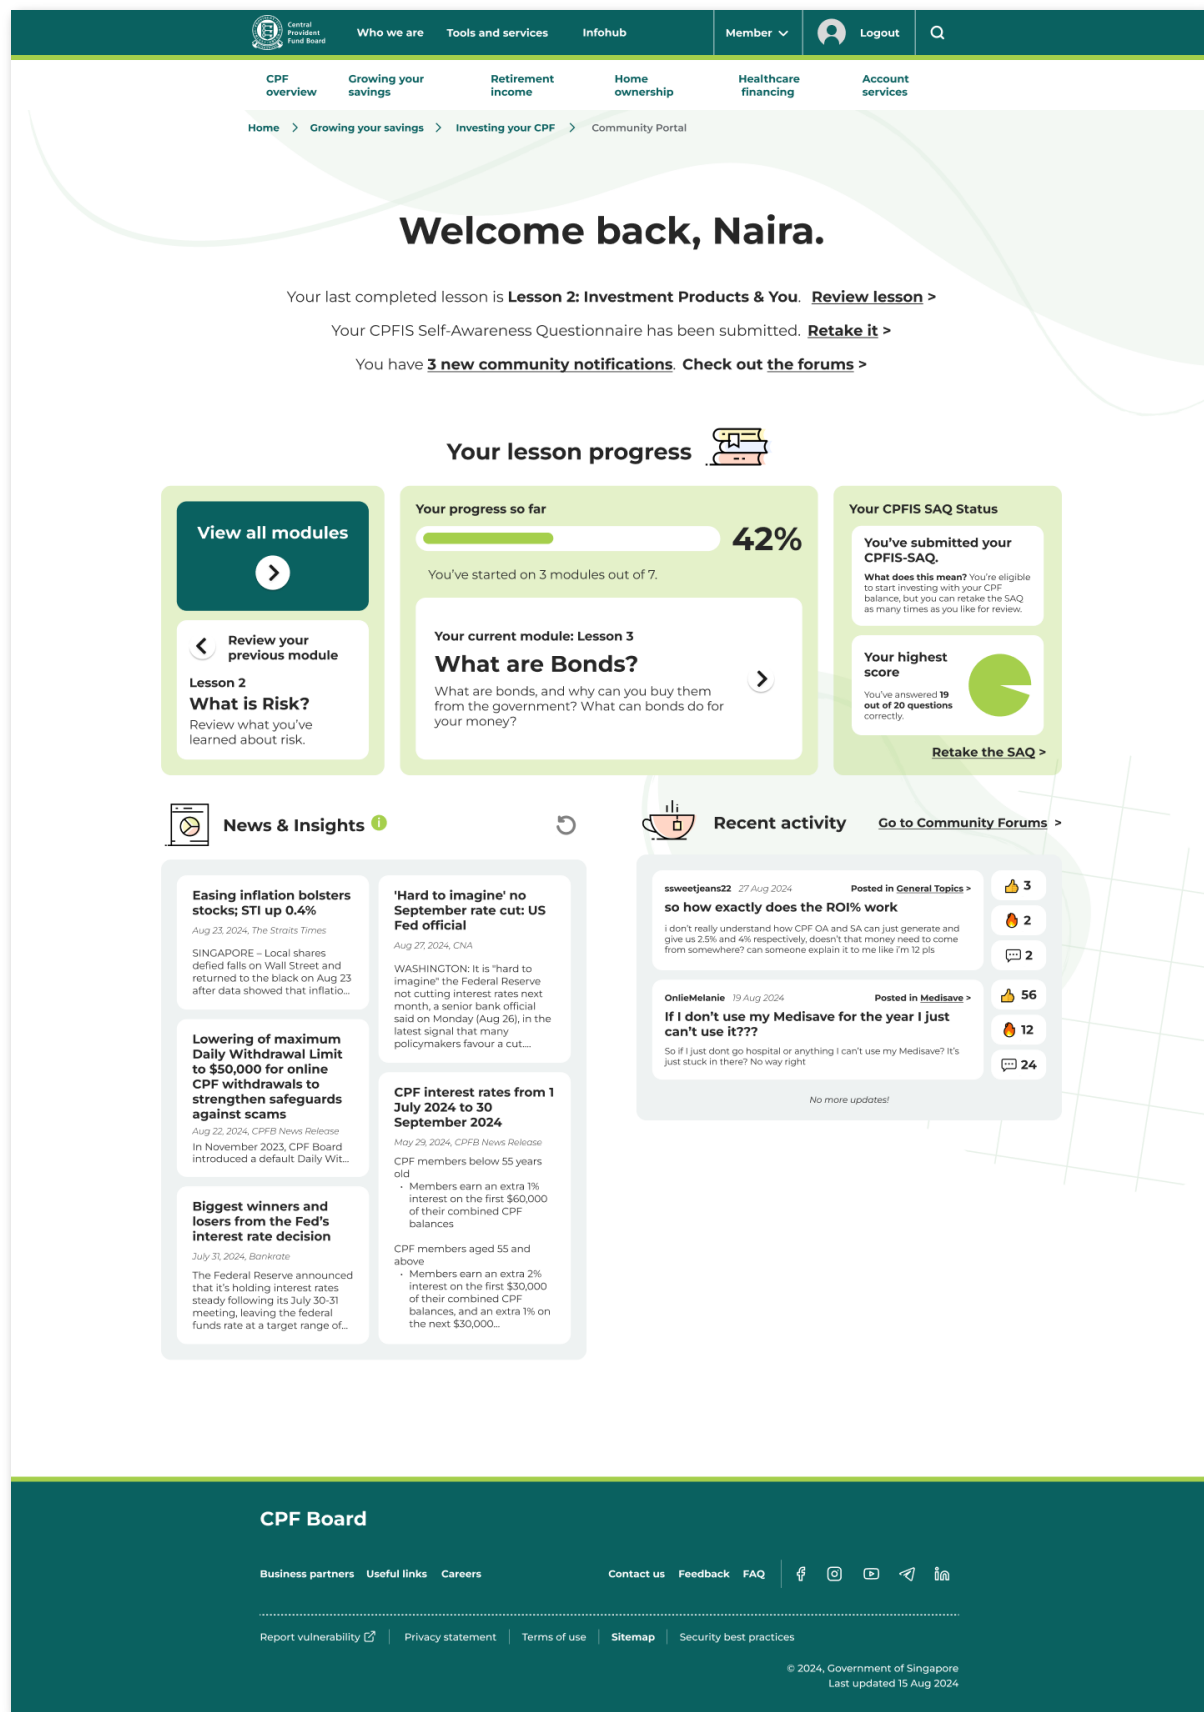 Central
Provident
Fund Board
Who we are
Tools and services
Infohub
Member
Logout
CPF
overview
Growing your
savings
Retirement
income
Home
ownership
Healthcare
financing
Account
services
Home > Growing your savings > Investing your CPF > Community Portal
Welcome back, Naira.
Your last completed lesson is Lesson 2: Investment Products & You. Review lesson >
Your CPFIS Self-Awareness Questionnaire has been submitted. Retake it >
You have 3 new community notifications. Check out the forums >
Your lesson progress
View all modules
Review your
previous module
Lesson 2
What is Risk?
Review what you've
learned about risk.
Your progress so far
42%
You've started on 3 modules out of 7.
Your current module: Lesson 3
What are Bonds?
What are bonds, and why can you buy them
from the government? What can bonds do for
your money?
Your CPFIS SAQ Status
You've submitted your
CPFIS-SAQ.
What does this mean? You're eligible
to start investing with your CPF
balance, but you can retake the SAQ
as many times as you like for review.
Your highest
score
You've answered 19
out of 20 questions
correctly.
Retake the SAQ >
News & Insights
i
Easing inflation bolsters
stocks; STI up 0.4%
Aug 23, 2024, The Straits Times
SINGAPORE – Local shares
defied falls on Wall Street and
returned to the black on Aug 23
after data showed that inflatio...
Lowering of maximum
Daily Withdrawal Limit
to $50,000 for online
CPF withdrawals to
strengthen safeguards
against scams
Aug 22, 2024, CPFB News Release
In November 2023, CPF Board
introduced a default Daily Wit...
Biggest winners and
losers from the Fed's
interest rate decision
July 31, 2024, Bankrate
The Federal Reserve announced
that it's holding interest rates
steady following its July 30-31
meeting, leaving the federal
funds rate at a target range of...
'Hard to imagine' no
September rate cut: US
Fed official
Aug 27, 2024, CNA
WASHINGTON: It is "hard to
imagine" the Federal Reserve
not cutting interest rates next
month, a senior bank official
said on Monday (Aug 26), in the
latest signal that many
policymakers favour a cut....
CPF interest rates from 1
July 2024 to 30
September 2024
May 29, 2024, CPFB News Release
CPF members below 55 years
old
• Members earn an extra 1%
interest on the first $60,000
of their combined CPF
balances
CPF members aged 55 and
above
• Members earn an extra 2%
interest on the first $30,000
of their combined CPF
balances, and an extra 1% on
the next $30,000...
Recent activity
Go to Community Forums >
ssweetjeans22 27 Aug 2024 Posted in General Topics >
so how exactly does the ROI% work
i don't really understand how CPF OA and SA can just generate and
give us 2.5% and 4% respectively, doesn't that money need to come
from somewhere? can someone explain it to me like i'm 12 pls
👍 3
🔥 2
💬 2
OnlieMelanie 19 Aug 2024 Posted in Medisave >
If I don't use my Medisave for the year I just
can't use it???
So if I just dont go hospital or anything I can't use my Medisave? It's
just stuck in there? No way right
👍 56
🔥 12
💬 24
No more updates!
CPF Board
Business partners Useful links Careers
Contact us Feedback FAQ
Report vulnerability | Privacy statement | Terms of use | Sitemap | Security best practices
© 2024, Government of Singapore
Last updated 15 Aug 2024